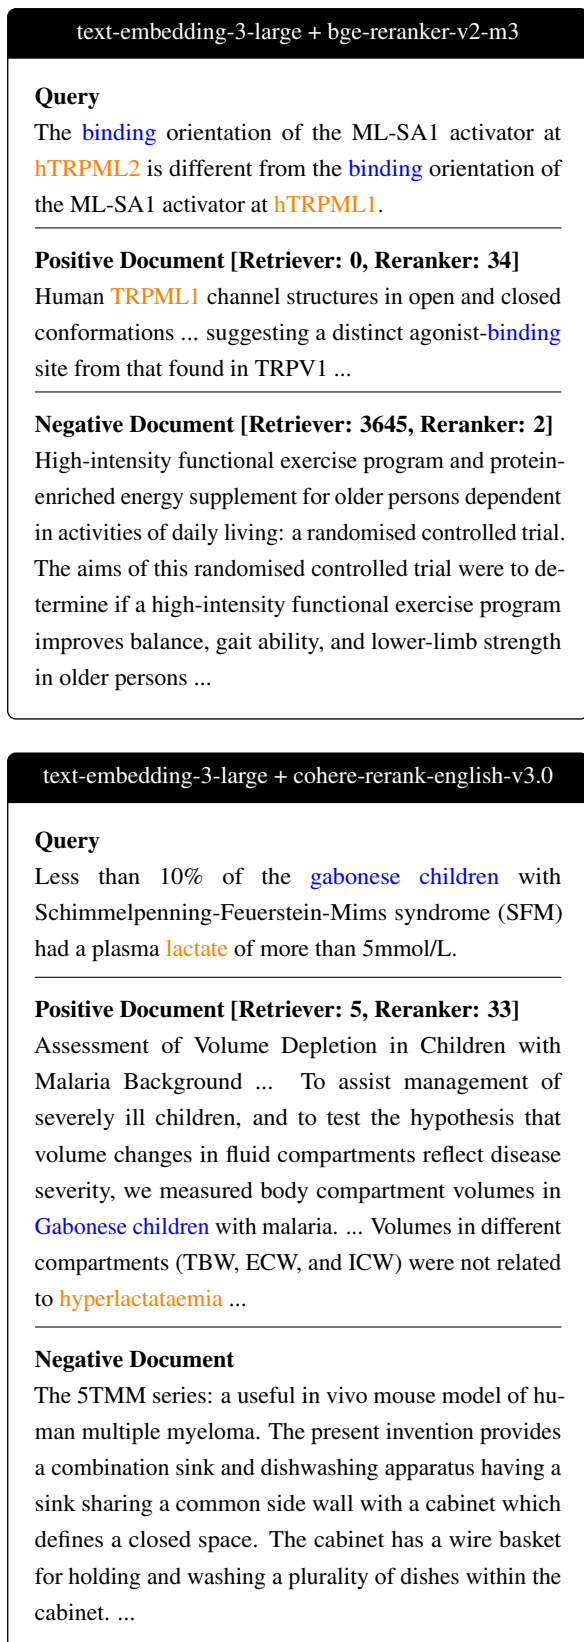 text-embedding-3-large + bge-reranker-v2-m3
Query
The binding orientation of the ML-SA1 activator at
hTRPML2 is different from the binding orientation of
the ML-SA1 activator at hTRPML1.
Positive Document [Retriever: 0, Reranker: 34]
Human TRPML1 channel structures in open and closed
conformations ... suggesting a distinct agonist-binding
site from that found in TRPV1 ...
Negative Document [Retriever: 3645, Reranker: 2]
High-intensity functional exercise program and protein-
enriched energy supplement for older persons dependent
in activities of daily living: a randomised controlled trial.
The aims of this randomised controlled trial were to de-
termine if a high-intensity functional exercise program
improves balance, gait ability, and lower-limb strength
in older persons ...
text-embedding-3-large + cohere-rerank-english-v3.0
Query
Less than 10% of the gabonese children with
Schimmelpenning-Feuerstein-Mims syndrome (SFM)
had a plasma lactate of more than 5mmol/L.
Positive Document [Retriever: 5, Reranker: 33]
Assessment of Volume Depletion in Children with
Malaria Background ... To assist management of
severely ill children, and to test the hypothesis that
volume changes in fluid compartments reflect disease
severity, we measured body compartment volumes in
Gabonese children with malaria. ... Volumes in different
compartments (TBW, ECW, and ICW) were not related
to hyperlactataemia ...
Negative Document
The 5TMM series: a useful in vivo mouse model of hu-
man multiple myeloma. The present invention provides
a combination sink and dishwashing apparatus having a
sink sharing a common side wall with a cabinet which
defines a closed space. The cabinet has a wire basket
for holding and washing a plurality of dishes within the
cabinet. ...